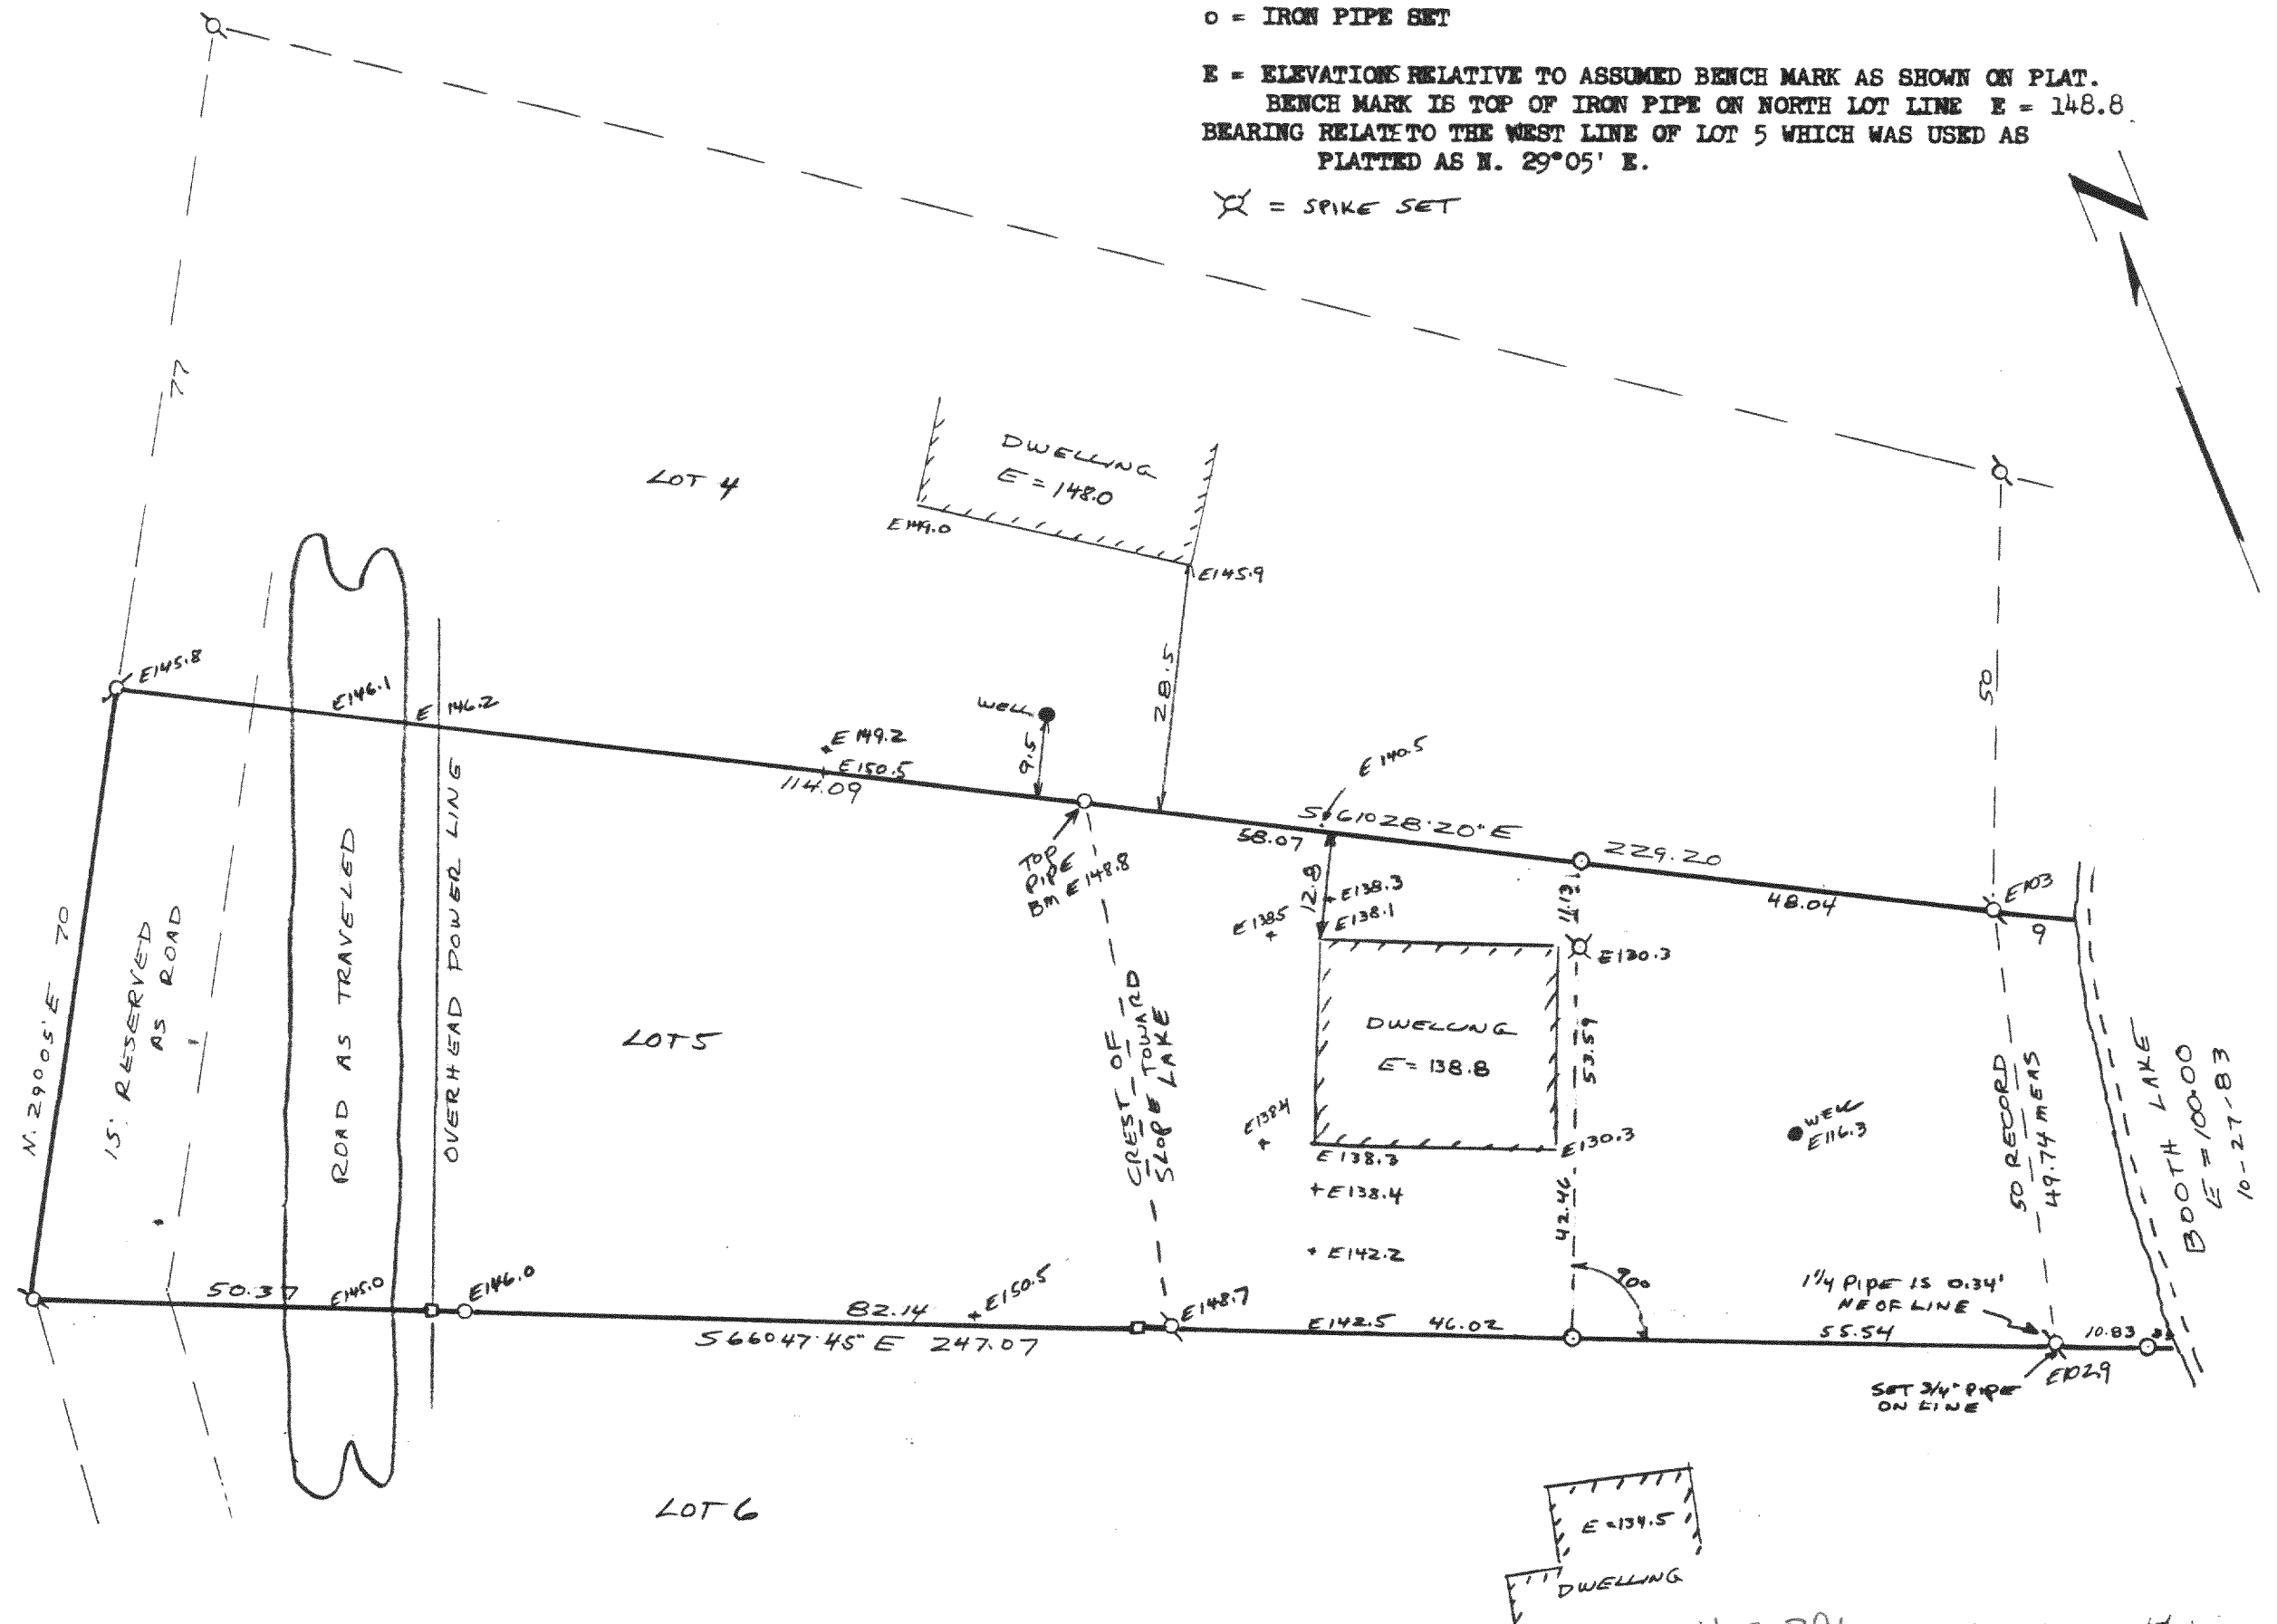 o = IRON PIPE SET
E = ELEVATIONS RELATIVE TO ASSUMED BENCH MARK AS SHOWN ON PLAT.
BENCH MARK IS TOP OF IRON PIPE ON NORTH LOT LINE E = 148.8
BEARING RELATE TO THE WEST LINE OF LOT 5 WHICH WAS USED AS
PLATTED AS N. 29°05' E.
= SPIKE SET
N
77
DWELLING
E = 148.0
LOT 4
E149.0
E145.9
28.5
50
E145.8
E146.1
E 146.2
WELL
9.5
E 149.2
E150.5
114.09
E 140.5
S 61°28'20" E
58.07
229.20
TOP
PIPE
BM E 148.8
12.8
E138.3
E138.1
E138.5
11.13
48.04
E103
9
E130.3
N. 29°05' E 70
15' RESERVED
AS ROAD
ROAD AS TRAVELED
OVERHEAD POWER LINE
LOT 5
CREST OF
SLOPE TOWARD
LAKE
DWELLING
E = 138.8
53.59
E138.4
E 138.3
E130.3
+E138.4
+ E142.2
42.46
WELL
E116.3
50 RECORD
49.74 MEAS
BOOTH LAKE
E = 100.00
10-27-83
90°
1¼ PIPE IS 0.34'
NE OF LINE
50.37
E145.0
E146.0
82.14
E150.5
E148.7
S 66°47'45" E 247.07
E142.5
46.02
55.54
10.83
E102.9
SET 3/4" PIPE
ON LINE
LOT 6
E = 134.5
DWELLING